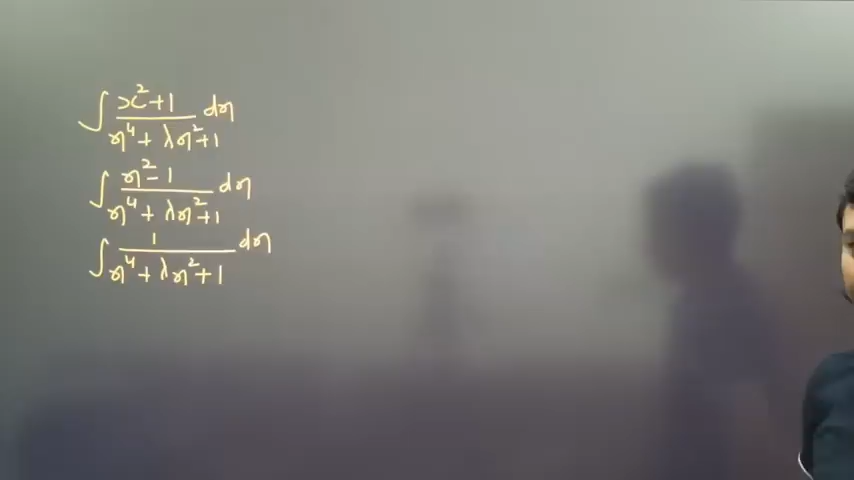 ∫ (x²+1)/(x⁴+λx²+1) dx
∫ (x²−1)/(x⁴+λx²+1) dx
∫ 1/(x⁴+λx²+1) dx